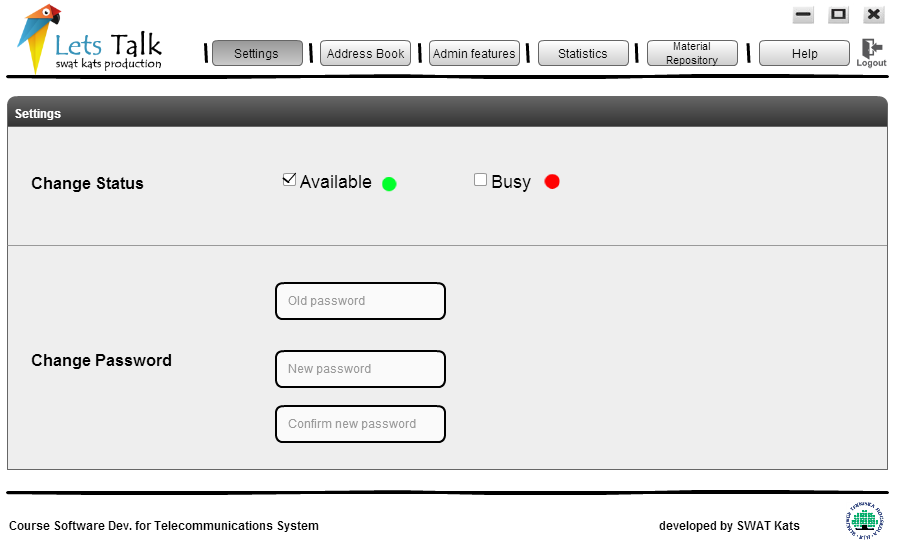 Lets Talk
swat kats production
Settings
Address Book
Admin features
Statistics
Material
Repository
Help
Logout
Settings
Change Status
Available
Busy
Old password
Change Password
New password
Confirm new password
Course Software Dev. for Telecommunications System
developed by SWAT Kats